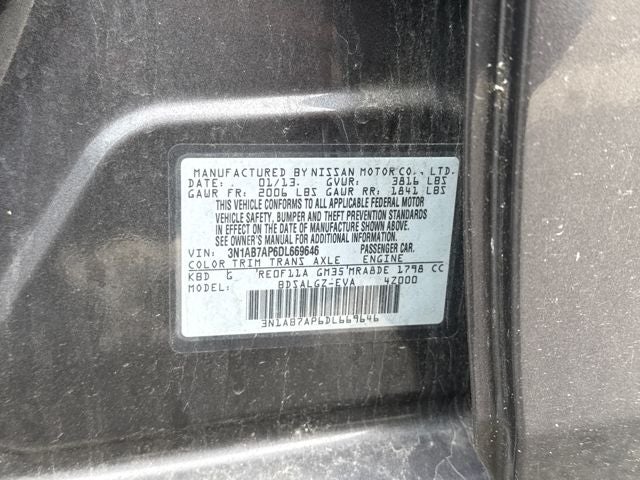 MANUFACTURED BY NISSAN MOTOR CO., LTD.
DATE: 01/13. GVWR: 3816 LBS
GAWR FR: 2006 LBS GAWR RR: 1841 LBS
THIS VEHICLE CONFORMS TO ALL APPLICABLE FEDERAL MOTOR
VEHICLE SAFETY, BUMPER AND THEFT PREVENTION STANDARDS
IN EFFECT ON THE DATE OF MANUFACTURE SHOWN ABOVE.
SEE OWNER'S MANUAL FOR ADDITIONAL INFORMATION.
VIN: 3N1AB7AP6DL669646 PASSENGER CAR.
COLOR TRIM TRANS AXLE ENGINE
KBD G RE0F11A GM35 MRA8DE 1798 CC
MODEL: BDSALGZ-EVA 4Z000
3N1AB7AP6DL669646